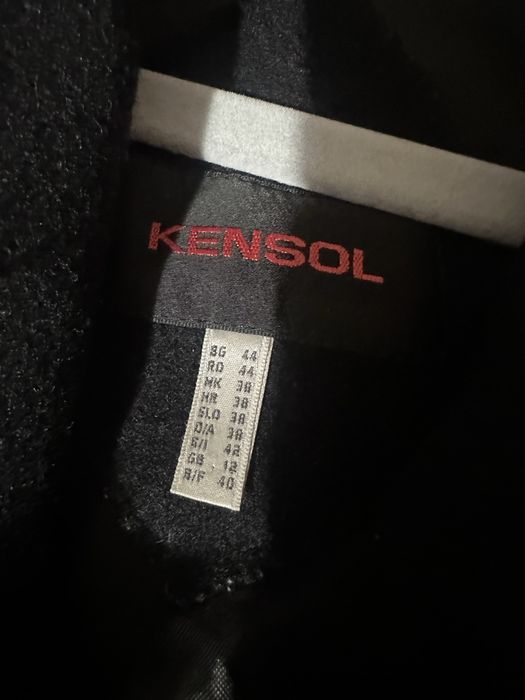 KENSOL
BG 44
RO 44
MK 38
HR 38
SLO 38
D/A 38
E/I 42
GB 12
B/F 40